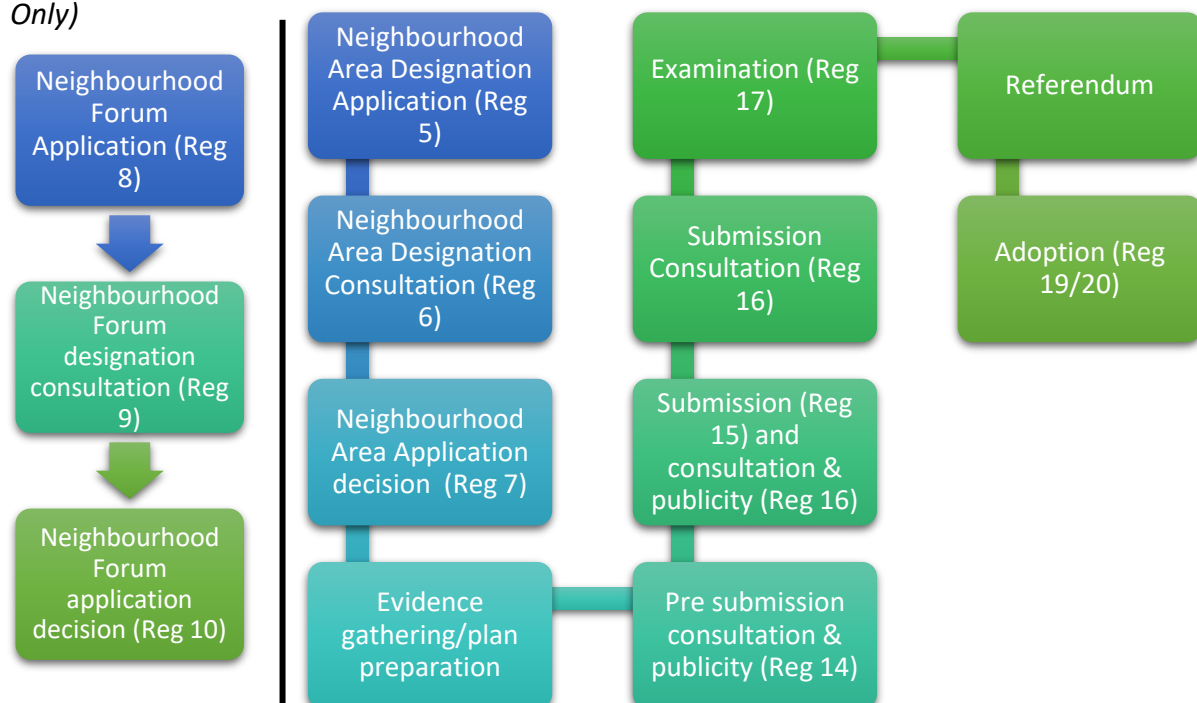 Only)
Neighbourhood
Forum
Application (Reg
8)
Neighbourhood
Forum
designation
consultation (Reg
9)
Neighbourhood
Forum
application
decision (Reg 10)
Neighbourhood
Area Designation
Application (Reg
5)
Neighbourhood
Area Designation
Consultation (Reg
6)
Neighbourhood
Area Application
decision  (Reg 7)
Evidence
gathering/plan
preparation
Pre submission
consultation &
publicity (Reg 14)
Submission (Reg
15) and
consultation &
publicity (Reg 16)
Submission
Consultation (Reg
16)
Examination (Reg
17)
Referendum
Adoption (Reg
19/20)